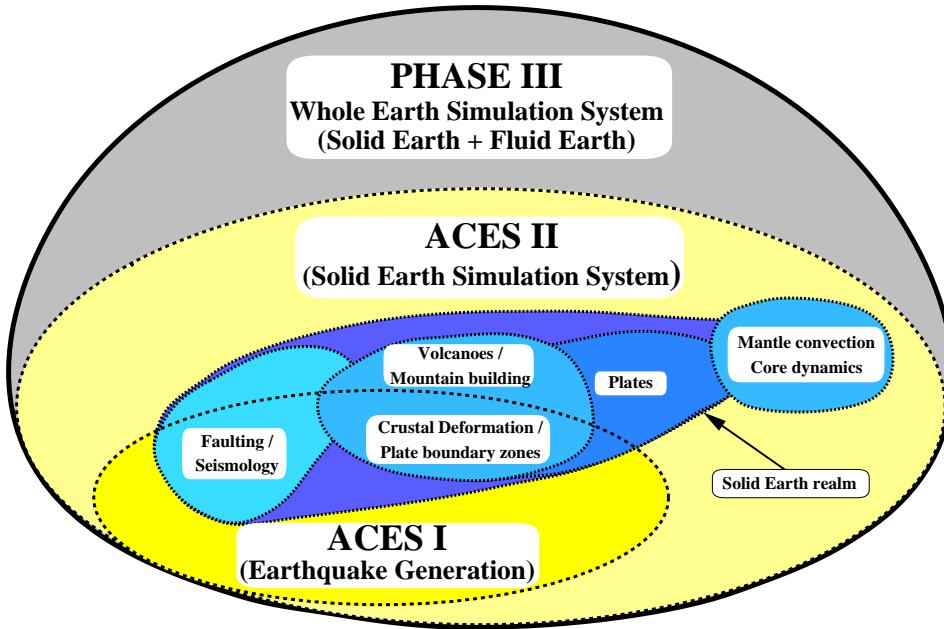 PHASE III
Whole Earth Simulation System
(Solid Earth + Fluid Earth)
ACES II
(Solid Earth Simulation System)
Volcanoes /
Mountain building
Mantle convection
Core dynamics
Plates
Faulting /
Seismology
Crustal Deformation /
Plate boundary zones
Solid Earth realm
ACES I
(Earthquake Generation)